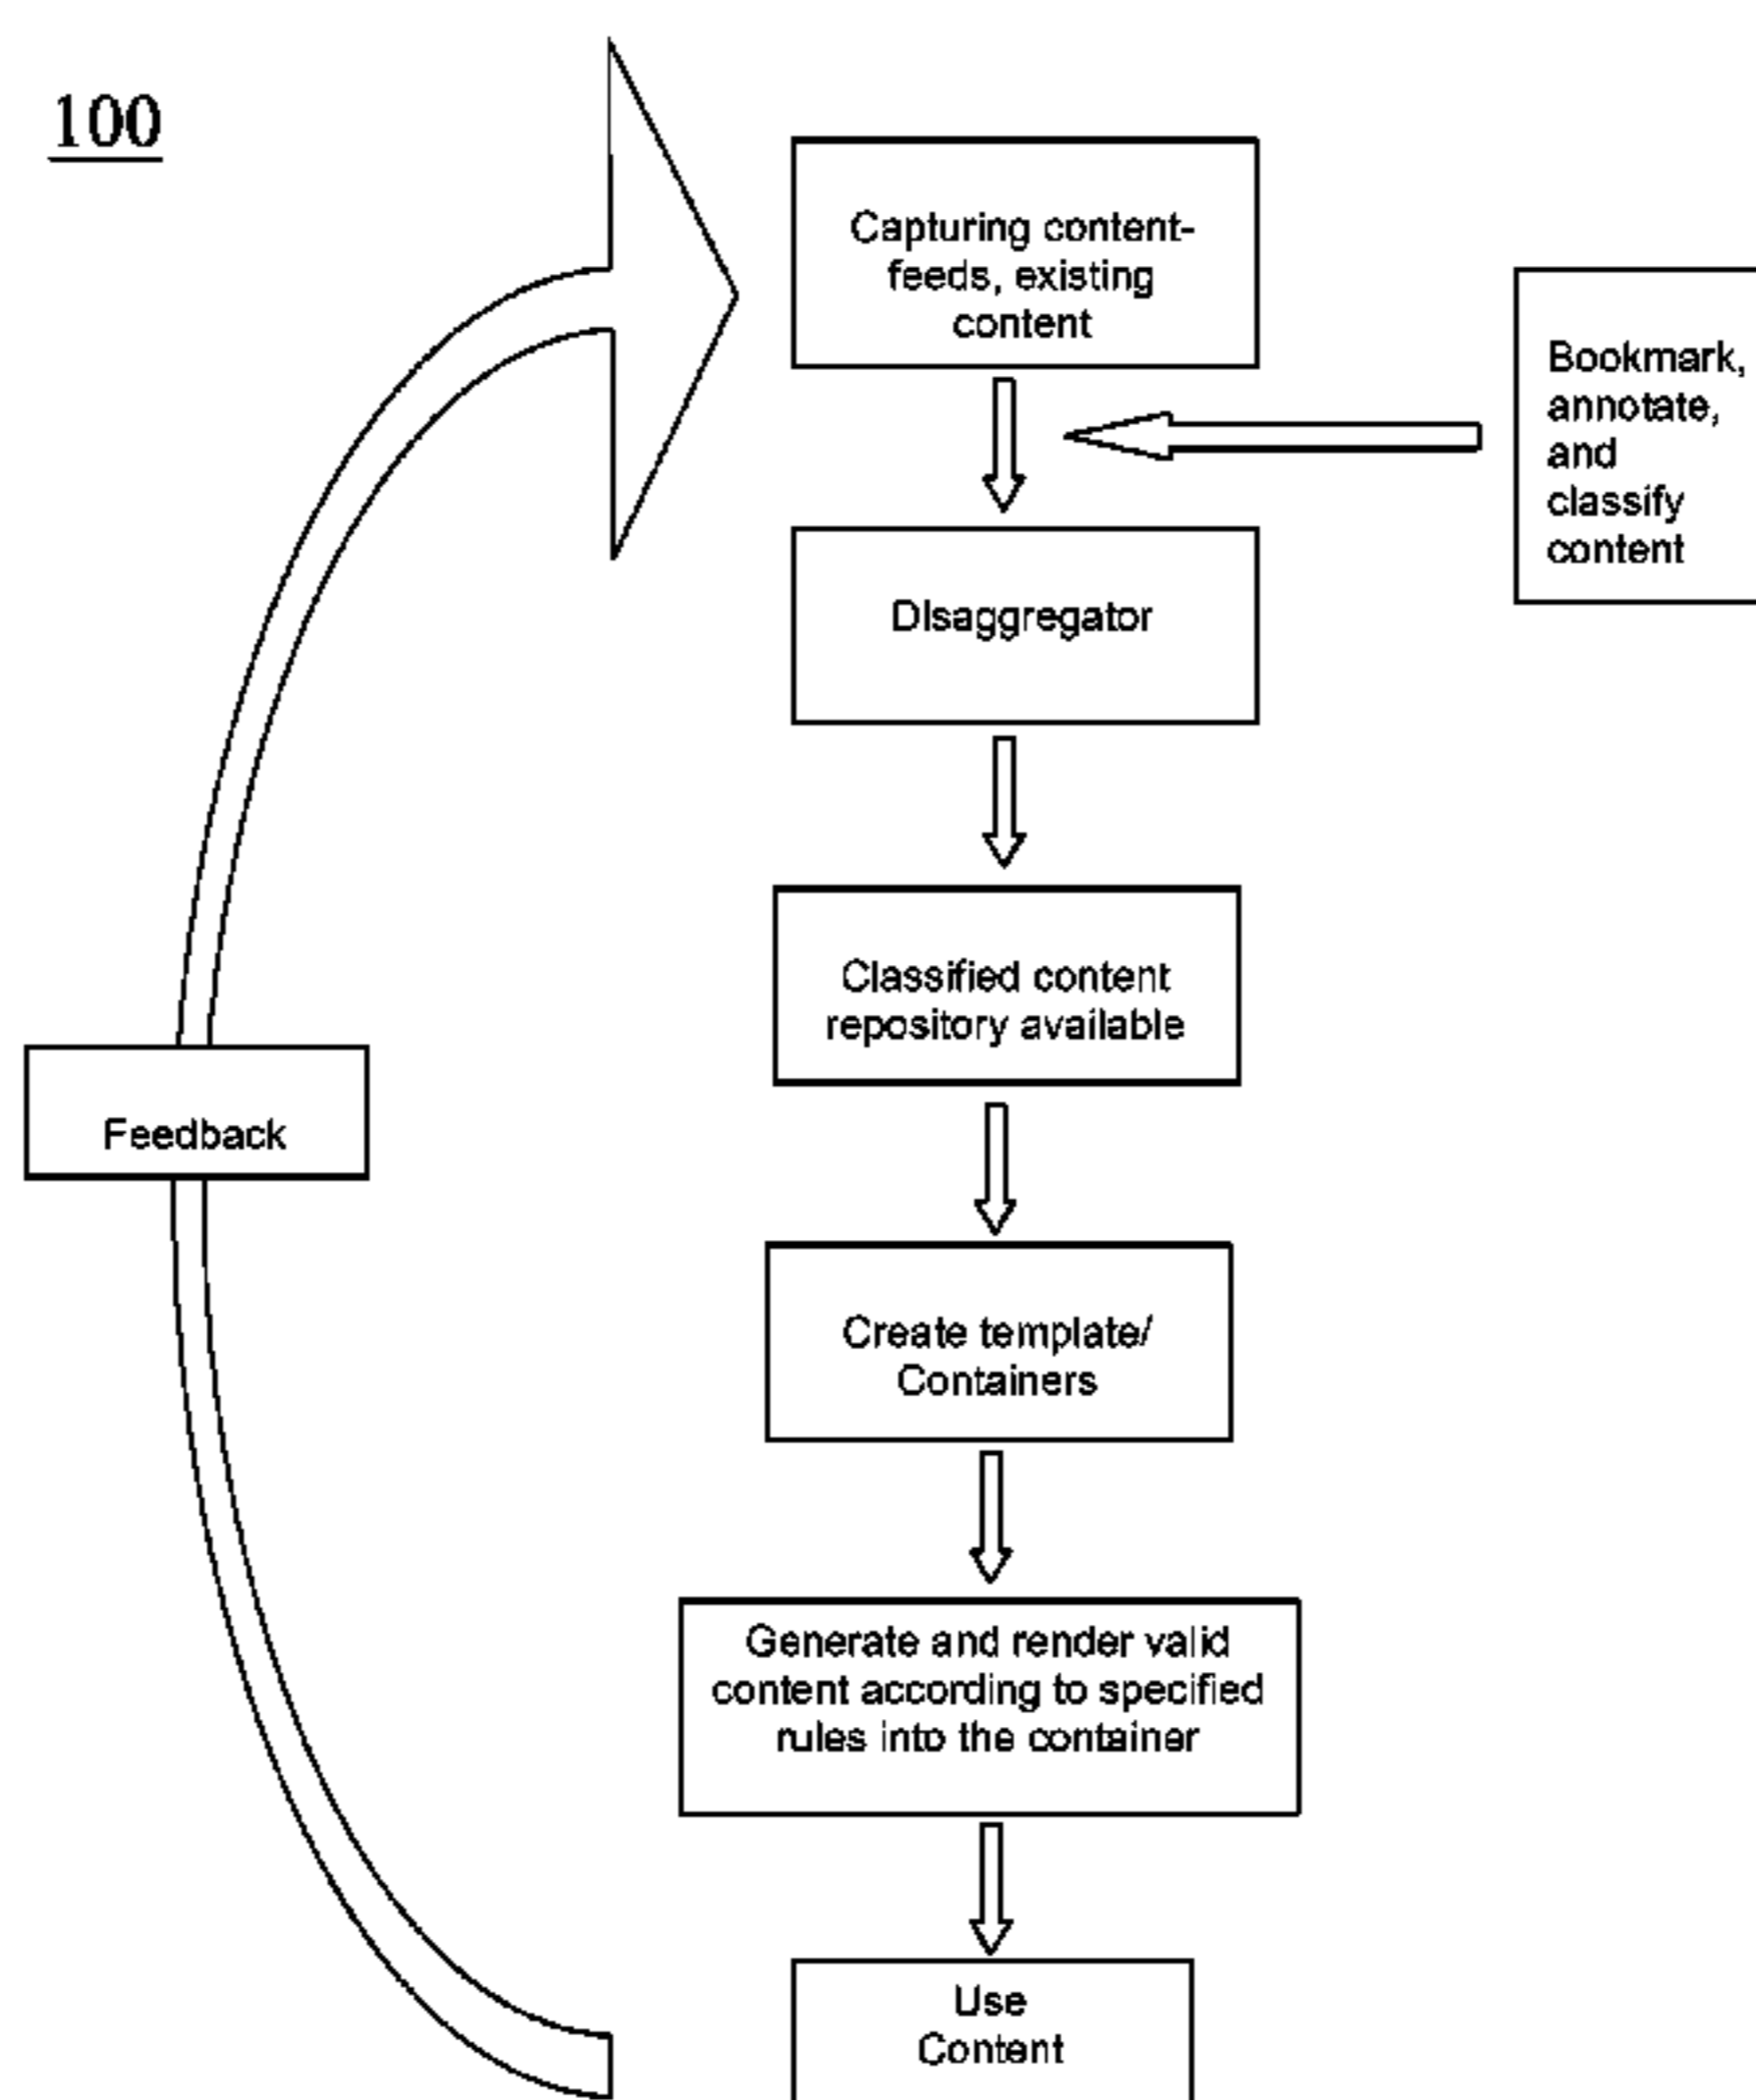 100
Capturing content-
feeds, existing
content
Bookmark,
annotate,
and
classify
content
DIsaggregator
Classified content
repository available
Feedback
Create template/
Containers
Generate and render valid
content according to specified
rules into the container
Use
Content